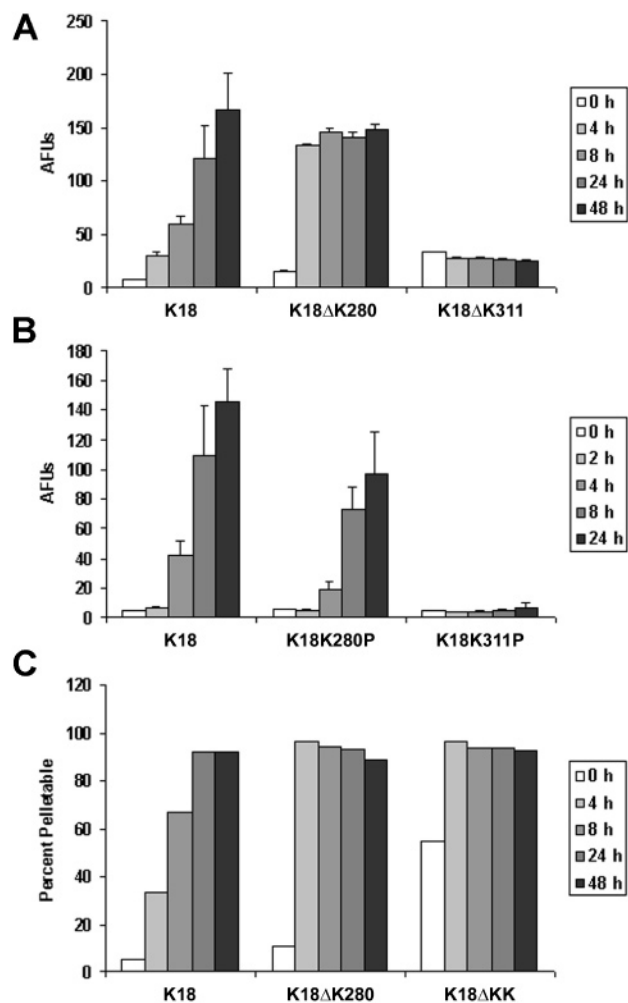 A
250
200
150
100
50
0
AFUs
K18
K18ΔK280
K18ΔK311
0 h
4 h
8 h
24 h
48 h
B
180
160
140
120
100
80
60
40
20
0
AFUs
K18
K18K280P
K18K311P
0 h
2 h
4 h
8 h
24 h
C
120
100
80
60
40
20
0
Percent Pelletable
K18
K18ΔK280
K18ΔKK
0 h
4 h
8 h
24 h
48 h